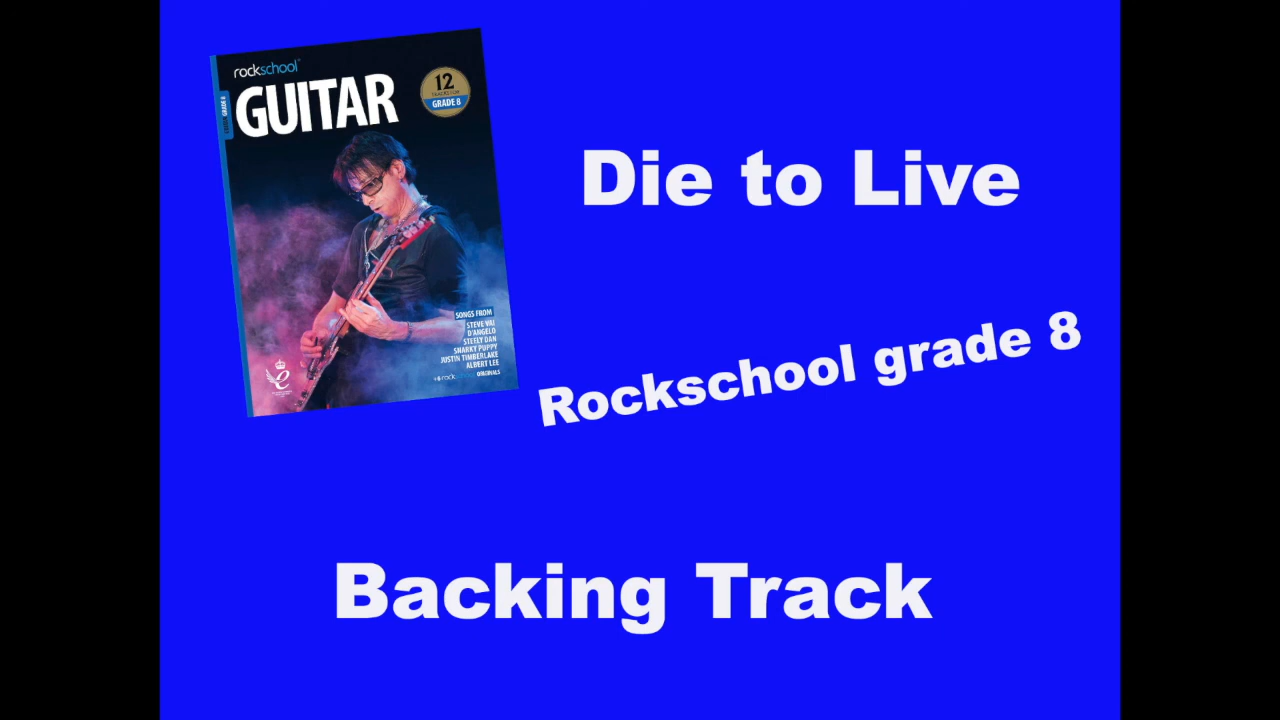 rockschool
GUITAR
12
GRADE 8
SONGS FROM
STEVE VAI
D'ANGELO
STEELY DAN
SNARKY PUPPY
JUSTIN TIMBERLAKE
ALBERT LEE
ORIGINALS
Die to Live
Rockschool grade 8
Backing Track